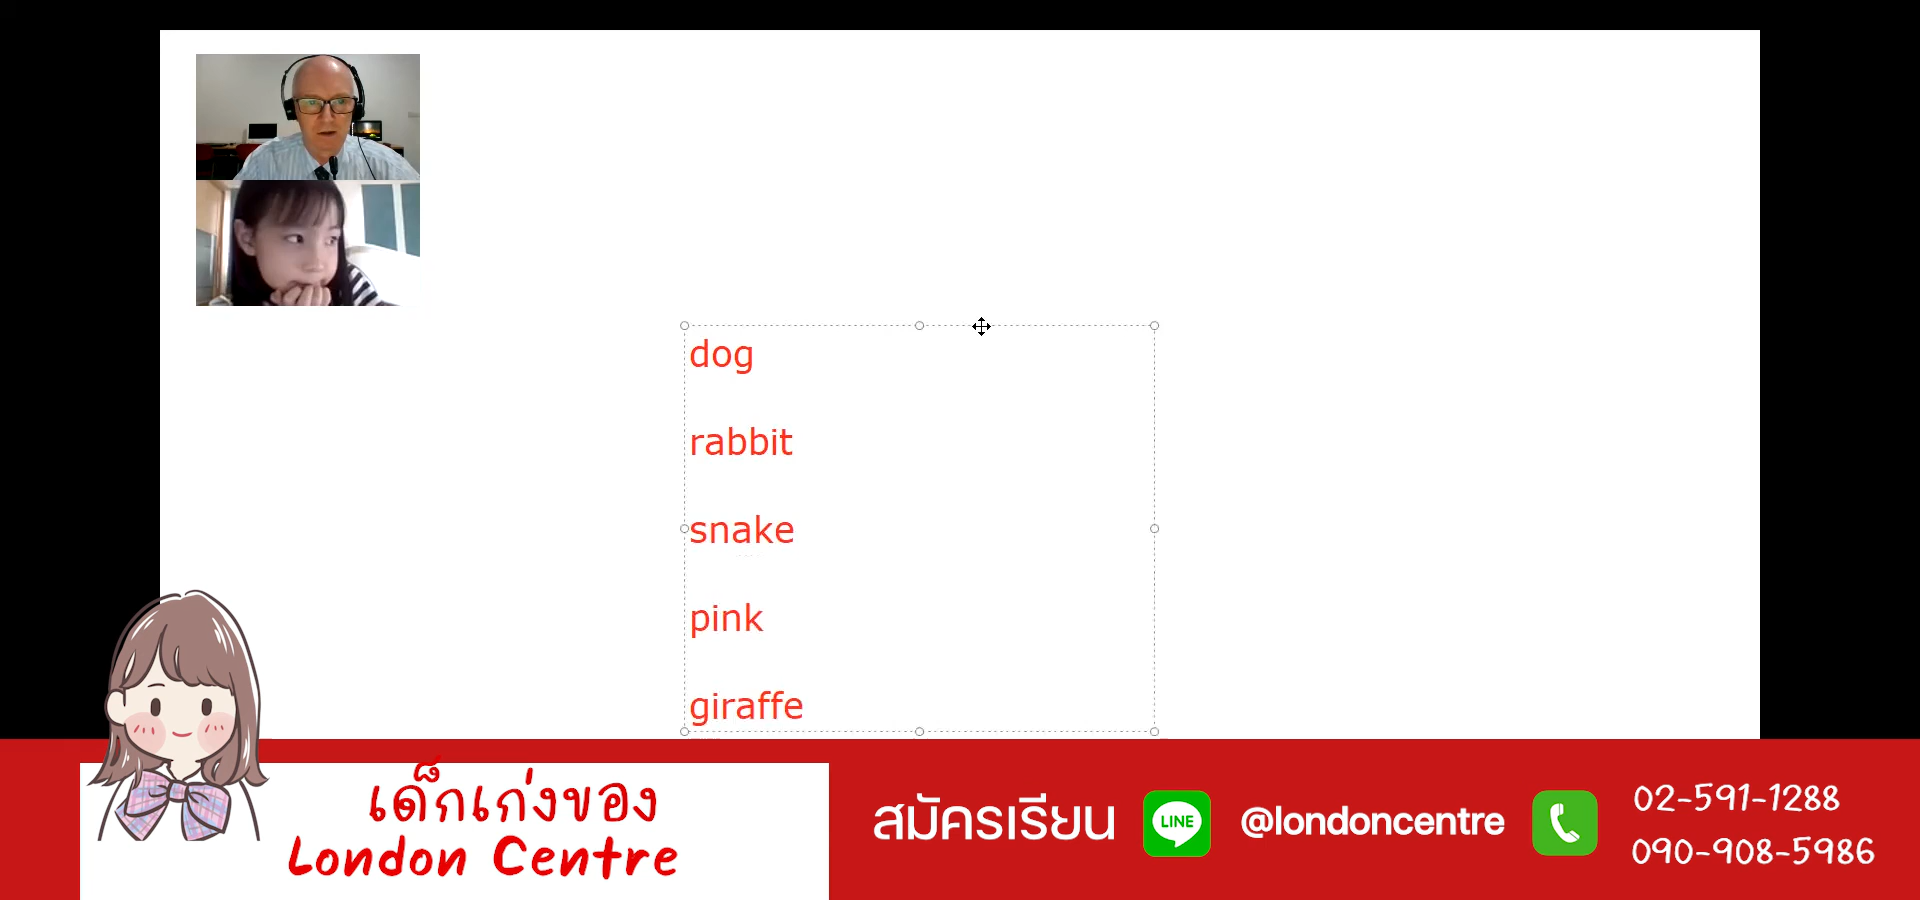 dog
rabbit
snake
pink
giraffe
เด็กเก่งของ
London Centre
สมัครเรียน
LINE
@londoncentre
02-591-1288
090-908-5986